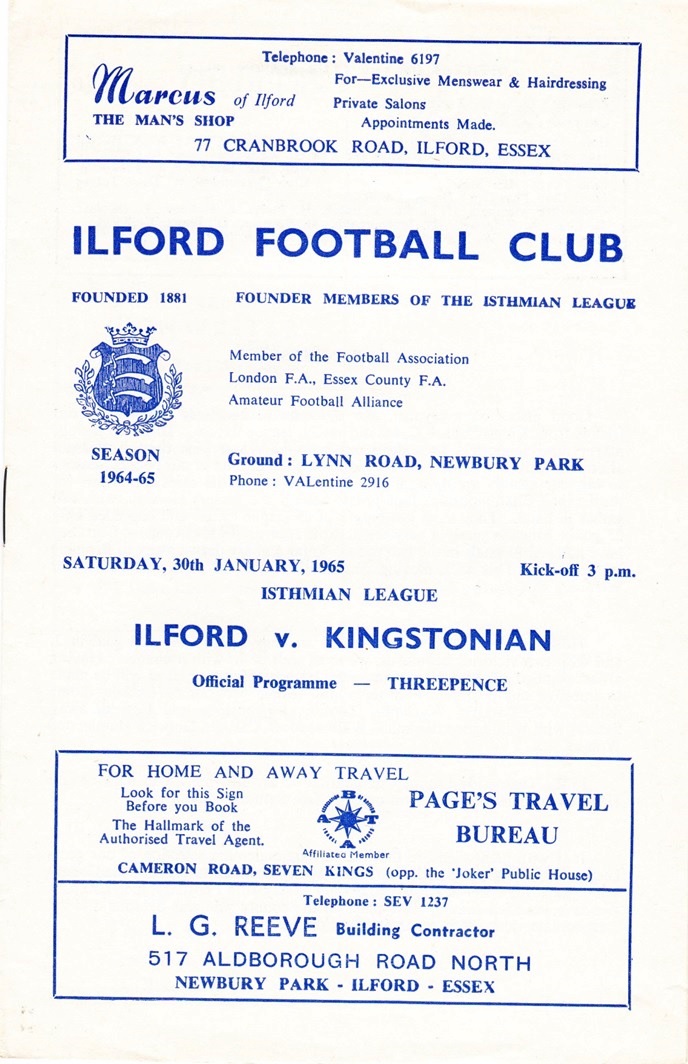 Telephone : Valentine 6197
Marcus of Ilford
THE MAN'S SHOP
For—Exclusive Menswear & Hairdressing
Private Salons
Appointments Made.
77 CRANBROOK ROAD, ILFORD, ESSEX
ILFORD FOOTBALL CLUB
FOUNDED 1881 FOUNDER MEMBERS OF THE ISTHMIAN LEAGUE
Member of the Football Association
London F.A., Essex County F.A.
Amateur Football Alliance
SEASON
1964-65
Ground : LYNN ROAD, NEWBURY PARK
Phone : VALentine 2916
SATURDAY, 30th JANUARY, 1965 Kick-off 3 p.m.
ISTHMIAN LEAGUE
ILFORD v. KINGSTONIAN
Official Programme — THREEPENCE
FOR HOME AND AWAY TRAVEL
Look for this Sign
Before you Book
The Hallmark of the
Authorised Travel Agent.
A B T A
Affiliated Member
PAGE'S TRAVEL
BUREAU
CAMERON ROAD, SEVEN KINGS (opp. the 'Joker' Public House)
Telephone : SEV 1237
L. G. REEVE Building Contractor
517 ALDBOROUGH ROAD NORTH
NEWBURY PARK - ILFORD - ESSEX